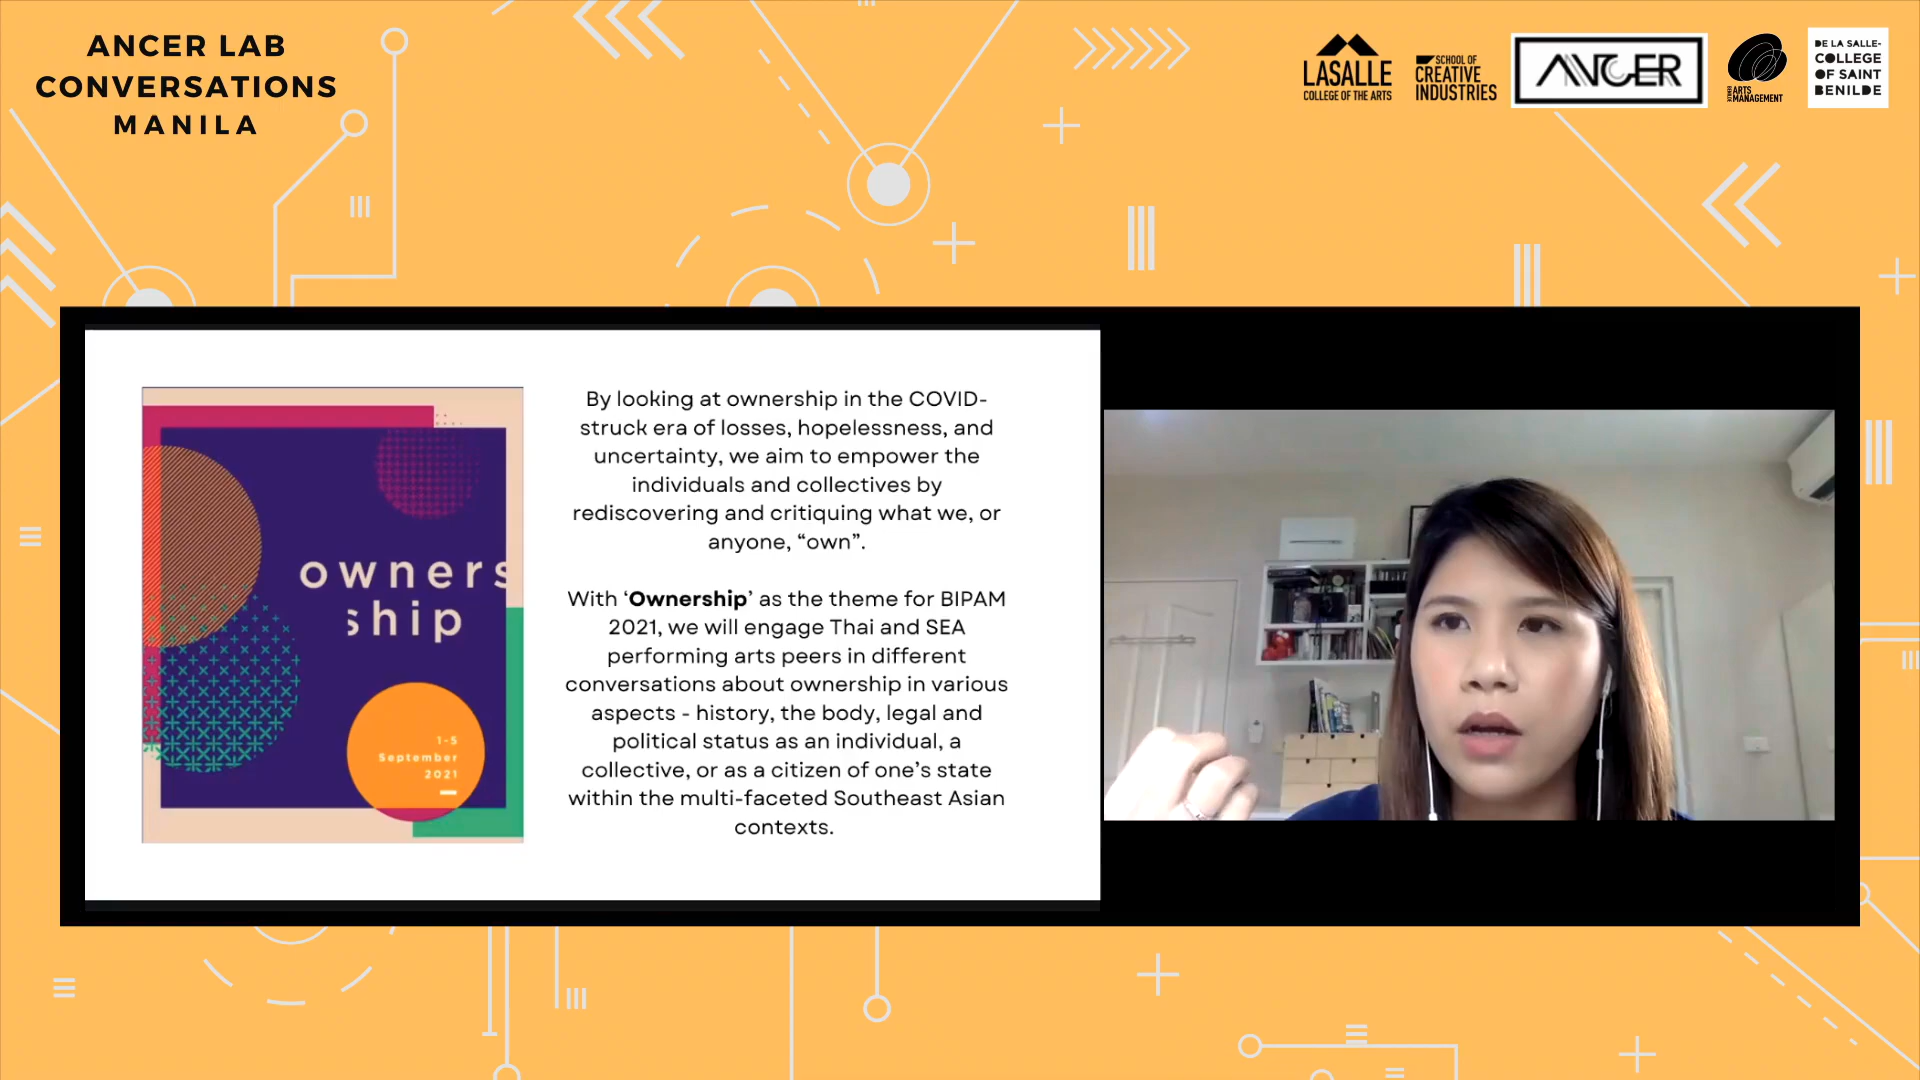 ANCER LAB
CONVERSATIONS
MANILA
LASALLE
COLLEGE OF THE ARTS
SCHOOL OF
CREATIVE
INDUSTRIES
ANCER
ARTS
MANAGEMENT
DE LA SALLE-
COLLEGE
OF SAINT
BENILDE
owners
ship
1-5
September
2021
By looking at ownership in the COVID-
struck era of losses, hopelessness, and
uncertainty, we aim to empower the
individuals and collectives by
rediscovering and critiquing what we, or
anyone, “own”.
With ‘Ownership’ as the theme for BIPAM
2021, we will engage Thai and SEA
performing arts peers in different
conversations about ownership in various
aspects - history, the body, legal and
political status as an individual, a
collective, or as a citizen of one’s state
within the multi-faceted Southeast Asian
contexts.